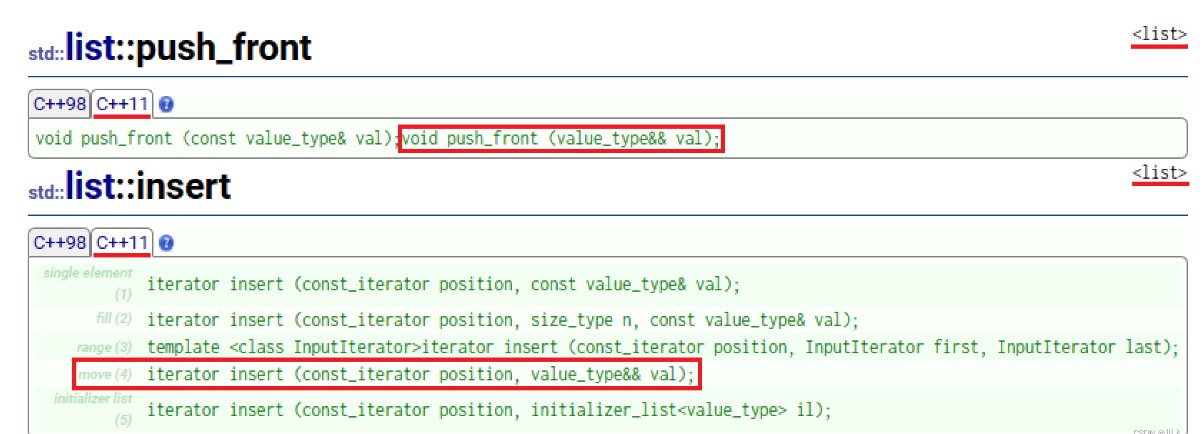 std::list::push_front <list>
C++98 C++11 ?
void push_front (const value_type& val);void push_front (value_type&& val);
std::list::insert <list>
C++98 C++11 ?
single element (1) iterator insert (const_iterator position, const value_type& val);
fill (2) iterator insert (const_iterator position, size_type n, const value_type& val);
range (3) template <class InputIterator>iterator insert (const_iterator position, InputIterator first, InputIterator last);
move (4) iterator insert (const_iterator position, value_type&& val);
initializer list (5) iterator insert (const_iterator position, initializer_list<value_type> il);